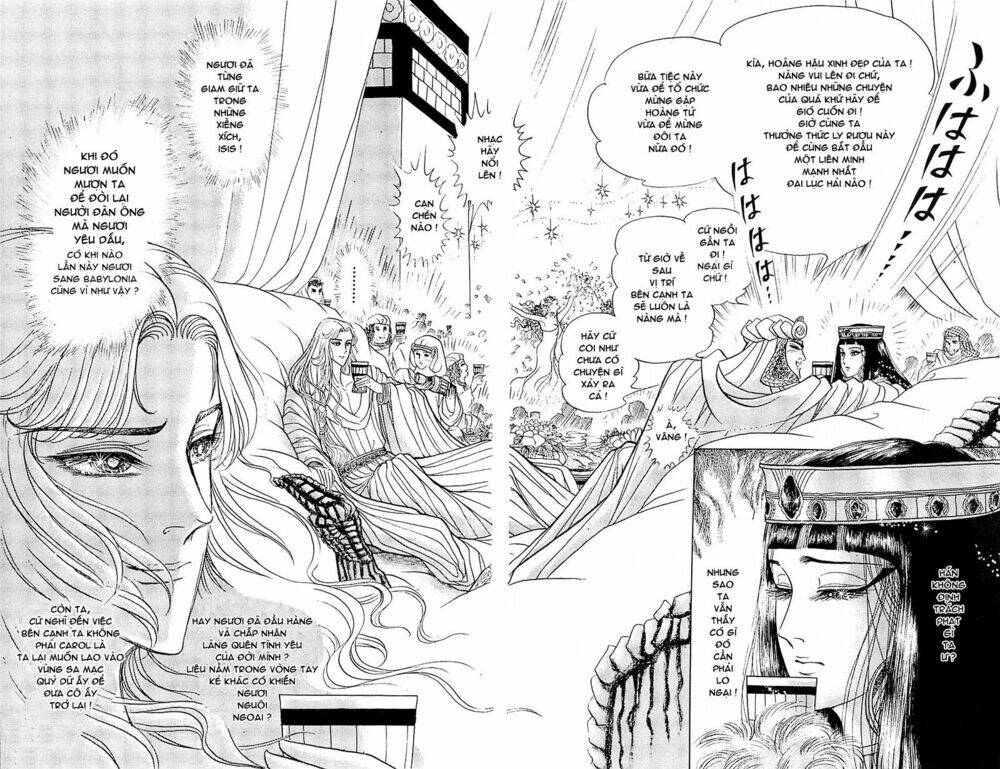 KÌA, HOÀNG HẬU XINH ĐẸP CỦA TA !
NÀNG VUI LÊN ĐI CHỨ,
BAO NHIÊU NHỮNG CHUYỆN
CỦA QUÁ KHỨ HÃY ĐỂ
GIÓ CUỐN ĐI !
GIỜ CÙNG TA
THƯỞNG THỨC LY RƯỢU NÀY
ĐỂ CÙNG BẮT ĐẦU
MỘT LIÊN MINH
MẠNH NHẤT
ĐẠI LỤC HÁI NÀO !
ふはははは……
ははははは…
BỮA TIỆC NÀY
VỪA ĐỂ TỔ CHỨC
MỪNG GẶP
HOÀNG TỬ
VỪA ĐỂ MỪNG
ĐÔI TA
NỮA ĐÓ !
CỨ NGỒI
GẦN TA
ĐI !
NGẠI GÌ
CHỨ !
TỪ GIỜ VỀ
SAU
VỊ TRÍ
BÊN CẠNH TA
SẼ LUÔN LÀ
NÀNG MÀ !
HÃY CỨ
COI NHƯ
CHƯA CÓ
CHUYỆN GÌ
XẢY RA
CẢ !
À,
VÂNG !
HẮN
KHÔNG
ĐỊNH
TRÁCH
PHẠT
GÌ TA
Ư ?
NHƯNG
SAO
TA
VẪN
THẤY
CÓ GÌ
ĐÓ
CẦN
PHẢI
LO
NGẠI !
NHẠC
HÃY
NỔI
LÊN !
CẠN
CHÉN
NÀO !
……
NGƯƠI ĐÃ
TỪNG
GIAM GIỮ TA
TRONG
NHỮNG
XIỀNG
XÍCH,
ISIS !
KHI ĐÓ
NGƯƠI MUỐN
MƯỢN TA
ĐỂ ĐÒI LẠI
NGƯỜI ĐÀN ÔNG
MÀ NGƯƠI
YÊU DẤU,
CÓ KHI NÀO
LẦN NÀY NGƯƠI
SANG BABYLONIA
CŨNG VÌ NHƯ VẬY ?
HAY NGƯƠI ĐÃ ĐẦU HÀNG
VÀ CHẤP NHẬN
LÃNG QUÊN TÌNH YÊU
CỦA ĐỜI MÌNH ?
LIỆU NẰM TRONG VÒNG TAY
KẺ KHÁC CÓ KHIẾN
NGƯƠI
NGUÔI
NGOAI ?
CÒN TA,
CỨ NGHĨ ĐẾN VIỆC
BÊN CẠNH TA KHÔNG
PHẢI CAROL LÀ
TA LẠI MUỐN LAO VÀO
VÙNG SA MẠC
QUỶ DỮ ẤY ĐỂ
ĐƯA CÔ ẤY
TRỞ LẠI !